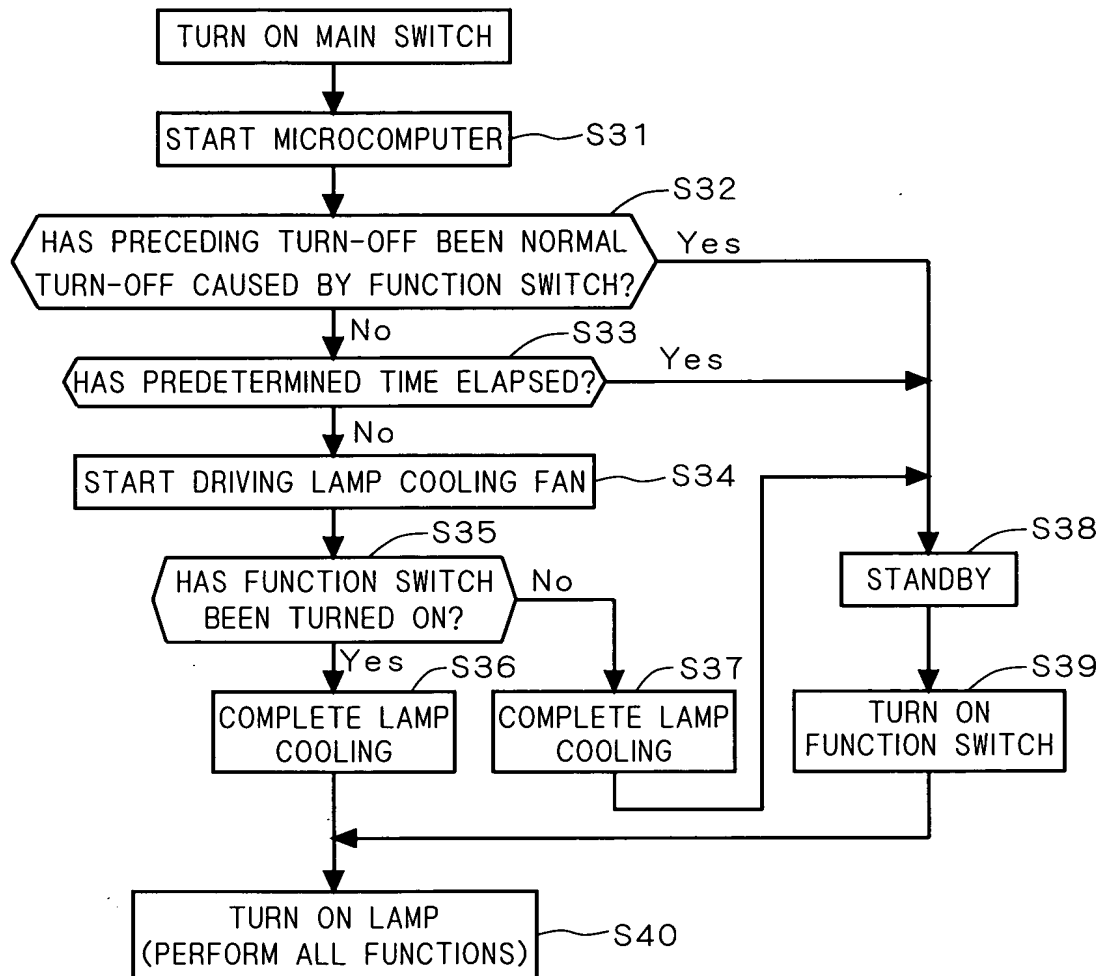 TURN ON MAIN SWITCH
START MICROCOMPUTER
S31
S32
HAS PRECEDING TURN-OFF BEEN NORMAL
TURN-OFF CAUSED BY FUNCTION SWITCH?
Yes
No
S33
HAS PREDETERMINED TIME ELAPSED?
Yes
No
START DRIVING LAMP COOLING FAN
S34
S35
HAS FUNCTION SWITCH
BEEN TURNED ON?
No
Yes
S38
STANDBY
S36
COMPLETE LAMP
COOLING
S37
COMPLETE LAMP
COOLING
S39
TURN ON
FUNCTION SWITCH
TURN ON LAMP
(PERFORM ALL FUNCTIONS)
S40